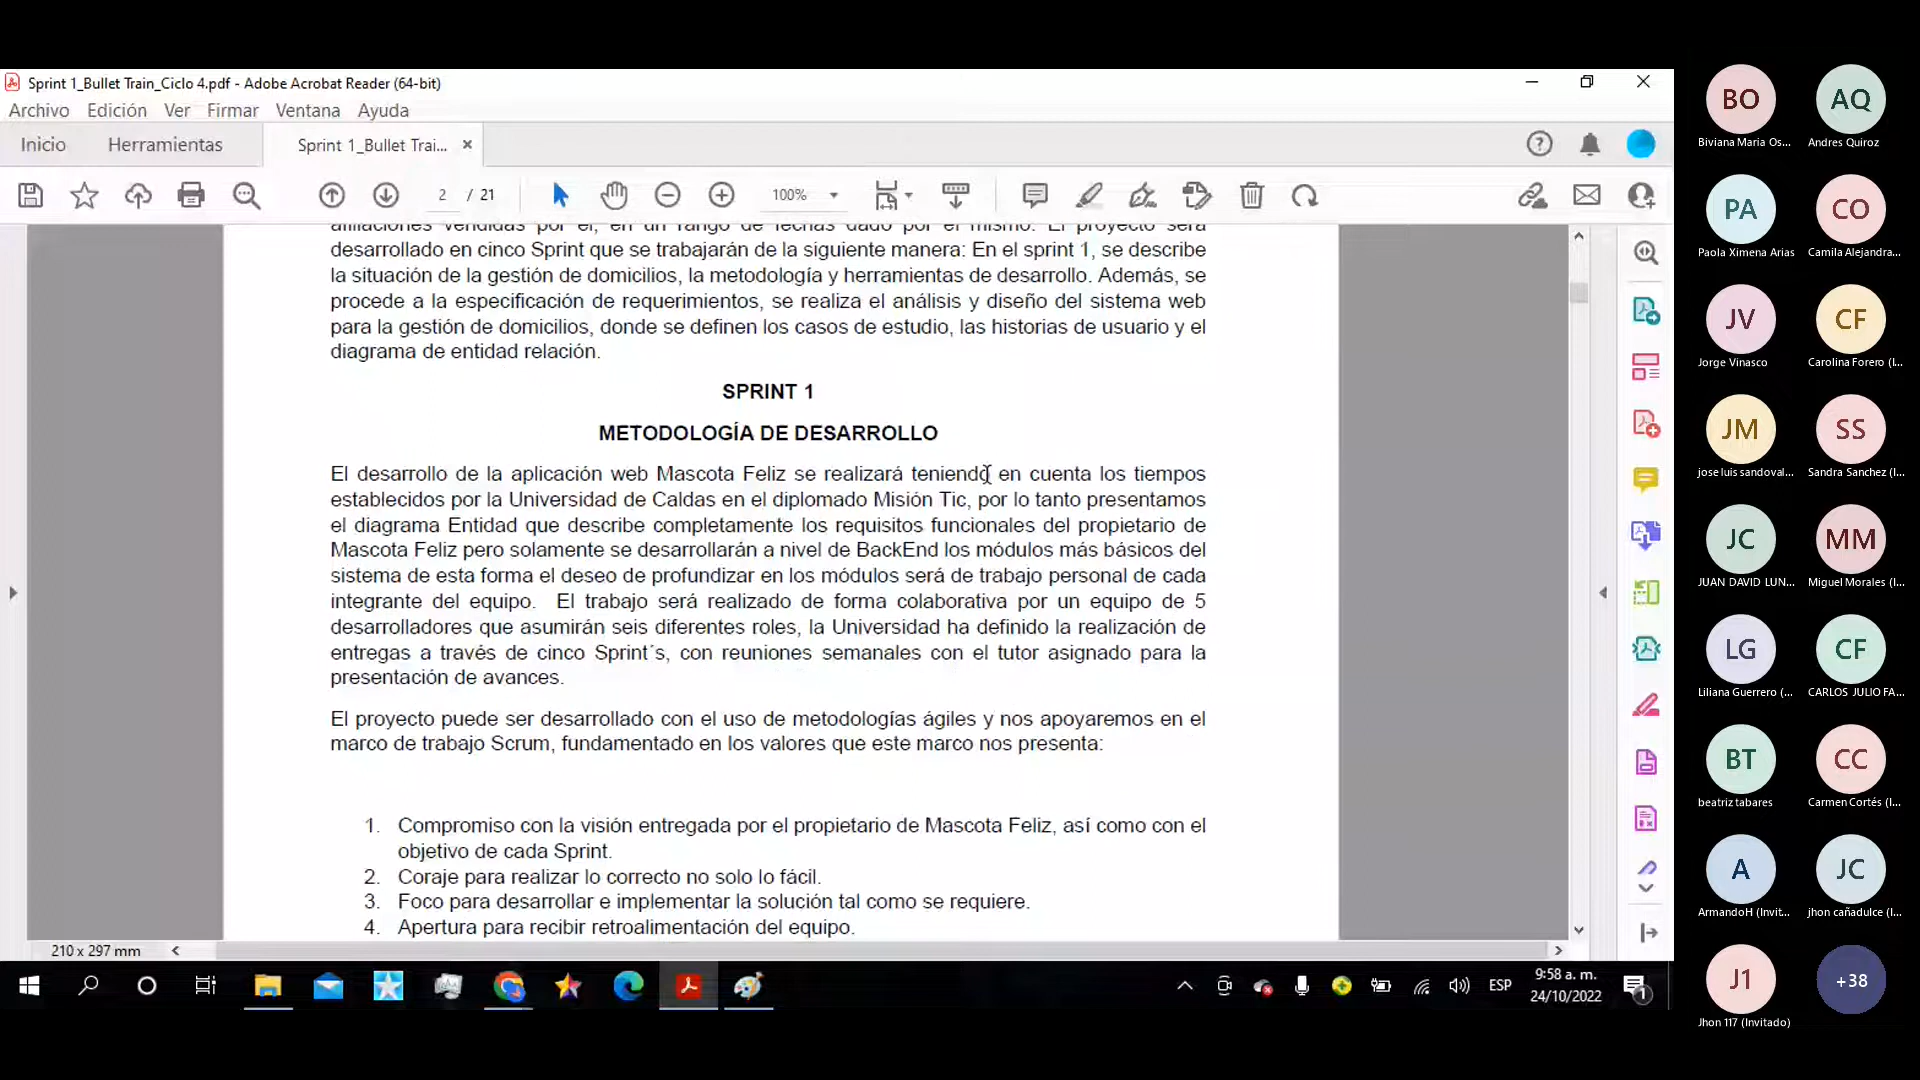 Sprint 1_Bullet Train_Ciclo 4.pdf - Adobe Acrobat Reader (64-bit)
Archivo Edición Ver Firmar Ventana Ayuda
Inicio Herramientas Sprint 1_Bullet Trai...
2 / 21 100%
afiliaciones vendidas por él, en un rango de fechas dado por el mismo. El proyecto será
desarrollado en cinco Sprint que se trabajarán de la siguiente manera: En el sprint 1, se describe
la situación de la gestión de domicilios, la metodología y herramientas de desarrollo. Además, se
procede a la especificación de requerimientos, se realiza el análisis y diseño del sistema web
para la gestión de domicilios, donde se definen los casos de estudio, las historias de usuario y el
diagrama de entidad relación.
SPRINT 1
METODOLOGÍA DE DESARROLLO
El desarrollo de la aplicación web Mascota Feliz se realizará teniendo en cuenta los tiempos
establecidos por la Universidad de Caldas en el diplomado Misión Tic, por lo tanto presentamos
el diagrama Entidad que describe completamente los requisitos funcionales del propietario de
Mascota Feliz pero solamente se desarrollarán a nivel de BackEnd los módulos más básicos del
sistema de esta forma el deseo de profundizar en los módulos será de trabajo personal de cada
integrante del equipo. El trabajo será realizado de forma colaborativa por un equipo de 5
desarrolladores que asumirán seis diferentes roles, la Universidad ha definido la realización de
entregas a través de cinco Sprint´s, con reuniones semanales con el tutor asignado para la
presentación de avances.
El proyecto puede ser desarrollado con el uso de metodologías ágiles y nos apoyaremos en el
marco de trabajo Scrum, fundamentado en los valores que este marco nos presenta:
1. Compromiso con la visión entregada por el propietario de Mascota Feliz, así como con el
objetivo de cada Sprint.
2. Coraje para realizar lo correcto no solo lo fácil.
3. Foco para desarrollar e implementar la solución tal como se requiere.
4. Apertura para recibir retroalimentación del equipo.
210 x 297 mm
ESP
9:58 a. m.
24/10/2022
1
BO AQ
Biviana Maria Os... Andres Quiroz
PA CO
Paola Ximena Arias Camila Alejandra...
JV CF
Jorge Vinasco Carolina Forero (I...
JM SS
jose luis sandoval... Sandra Sanchez (I...
JC MM
JUAN DAVID LUN... Miguel Morales (I...
LG CF
Liliana Guerrero (... CARLOS JULIO FA...
BT CC
beatriz tabares Carmen Cortés (I...
A JC
ArmandoH (Invit... jhon cañadulce (I...
J1 +38
Jhon 117 (Invitado)